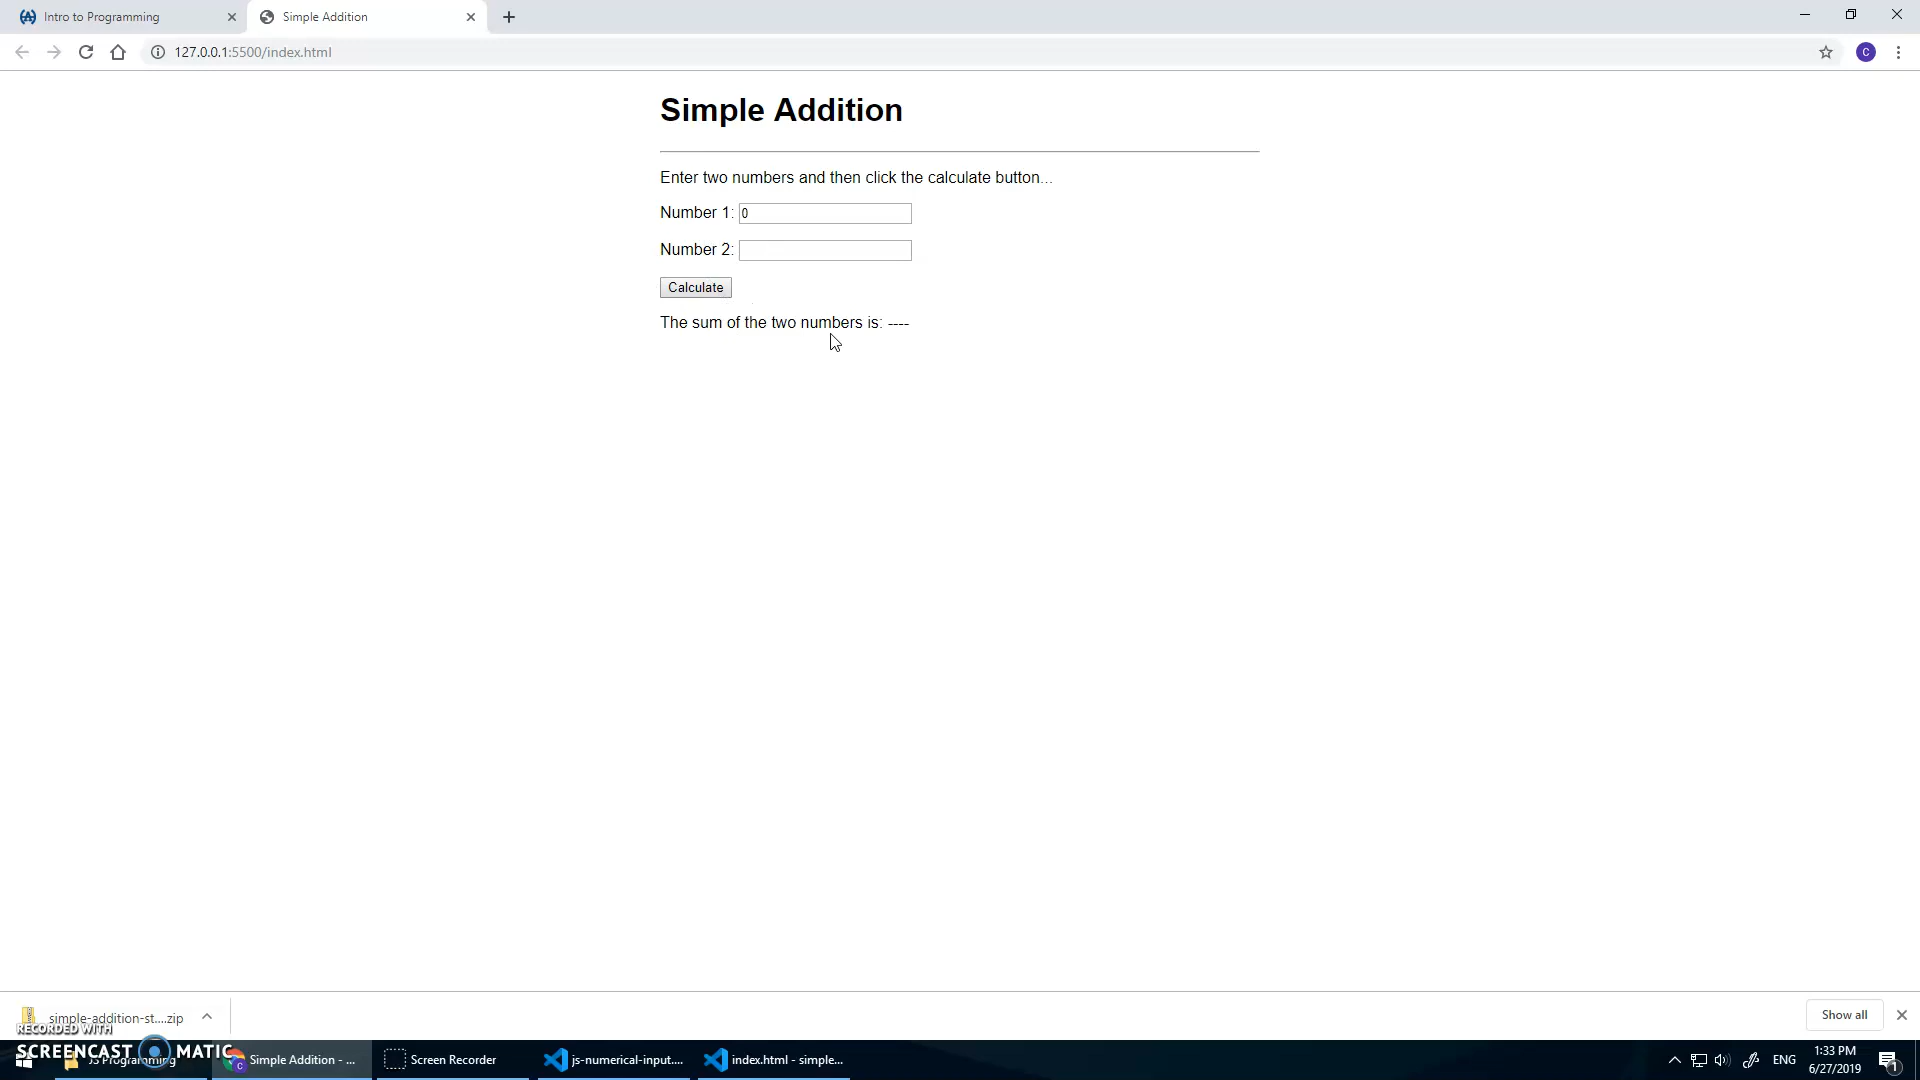 Intro to Programming
Simple Addition
127.0.0.1:5500/index.html
C
Simple Addition
Enter two numbers and then click the calculate button...
Number 1: 0
Number 2:
Calculate
The sum of the two numbers is: ----
simple-addition-st....zip
Show all
RECORDED WITH
SCREENCAST MATIC
JS Programming
Simple Addition - ...
Screen Recorder
js-numerical-input....
index.html - simple...
ENG
1:33 PM
6/27/2019
1